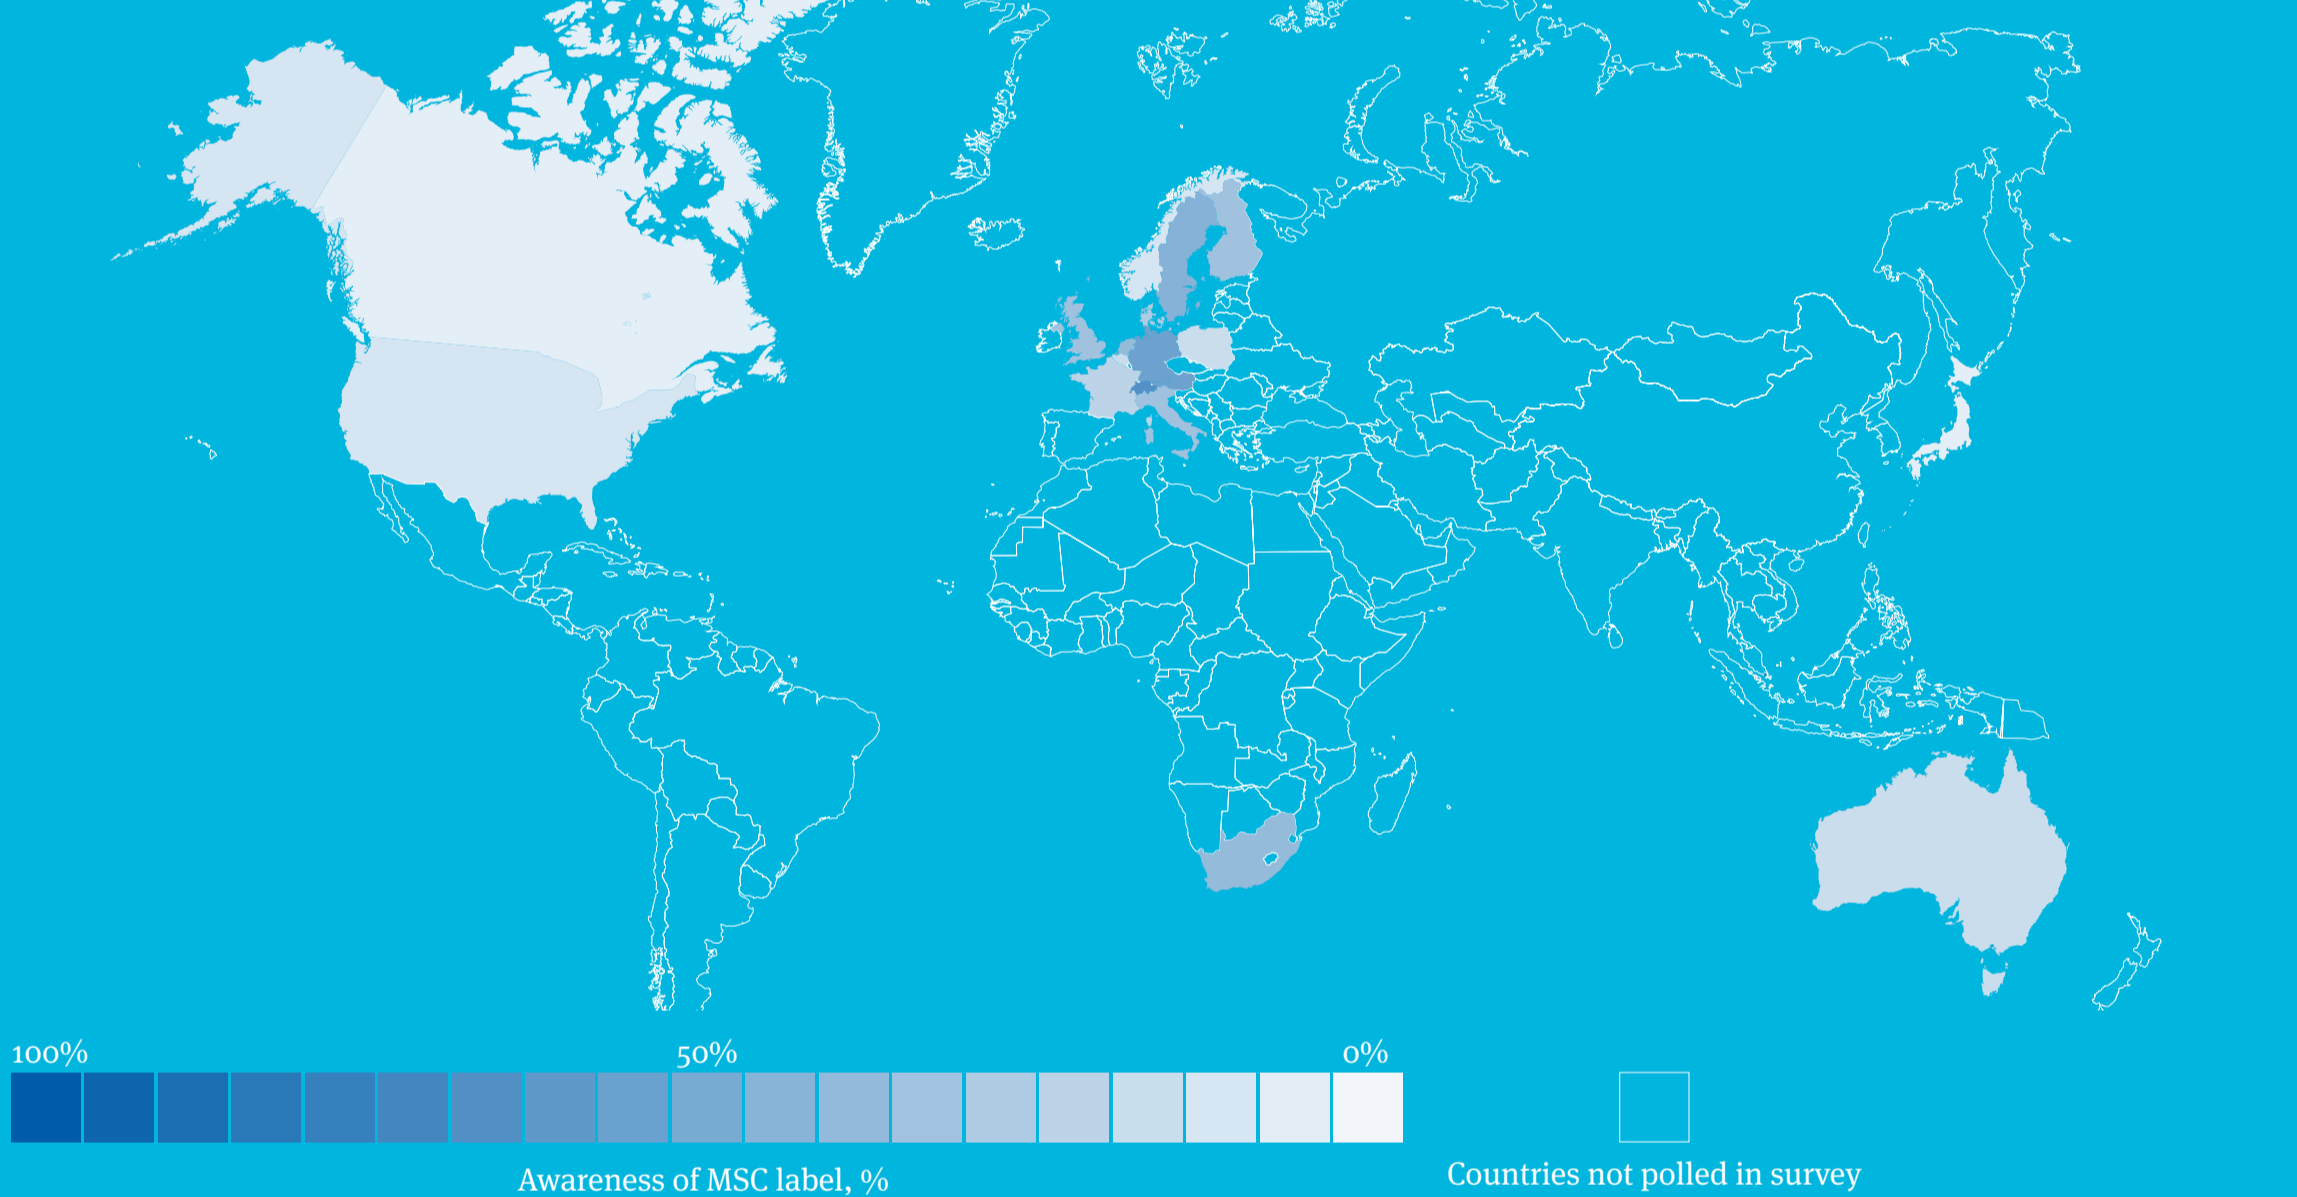 100% 50% 0%
Awareness of MSC label, %
Countries not polled in survey